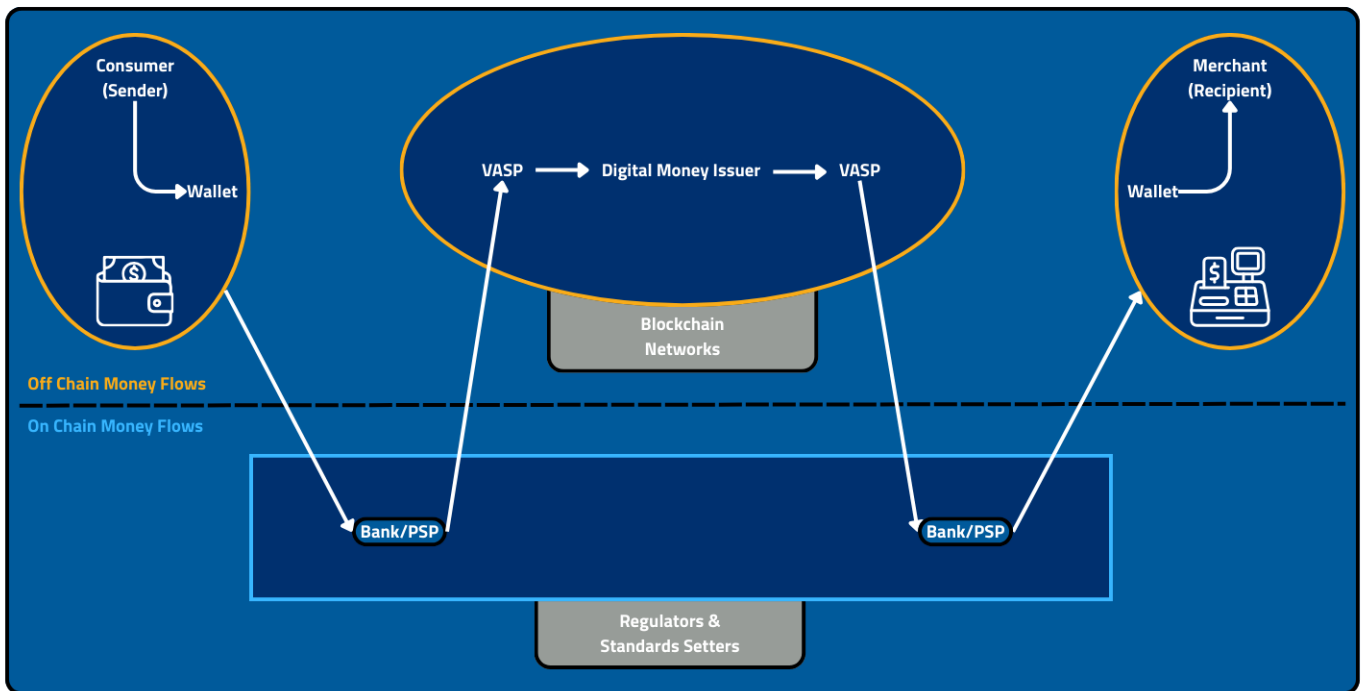 Consumer
(Sender)
Wallet
VASP
Digital Money Issuer
VASP
Merchant
(Recipient)
Wallet
$
$
Blockchain
Networks
Off Chain Money Flows
On Chain Money Flows
Bank/PSP
Bank/PSP
Regulators &
Standards Setters